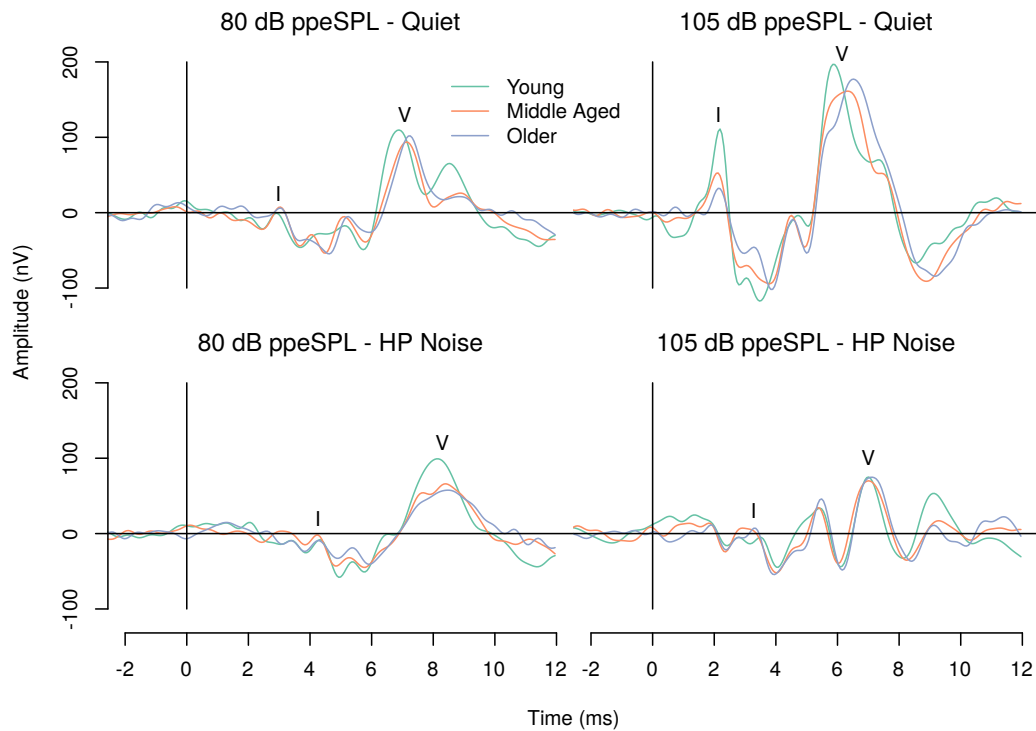 80 dB ppeSPL - Quiet
105 dB ppeSPL - Quiet
Amplitude (nV)
200
100
0
-100
I
V
Young
Middle Aged
Older
I
V
80 dB ppeSPL - HP Noise
105 dB ppeSPL - HP Noise
200
100
0
-100
I
V
I
V
-2 0 2 4 6 8 10 12
-2 0 2 4 6 8 10 12
Time (ms)